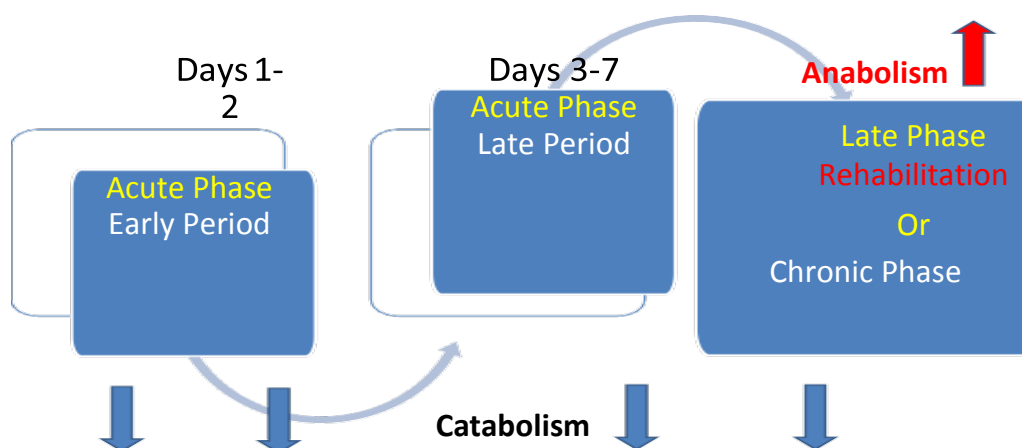 Days 1-
2
Acute Phase
Early Period
Days 3-7
Acute Phase
Late Period
Anabolism
Late Phase
Rehabilitation
Or
Chronic Phase
Catabolism